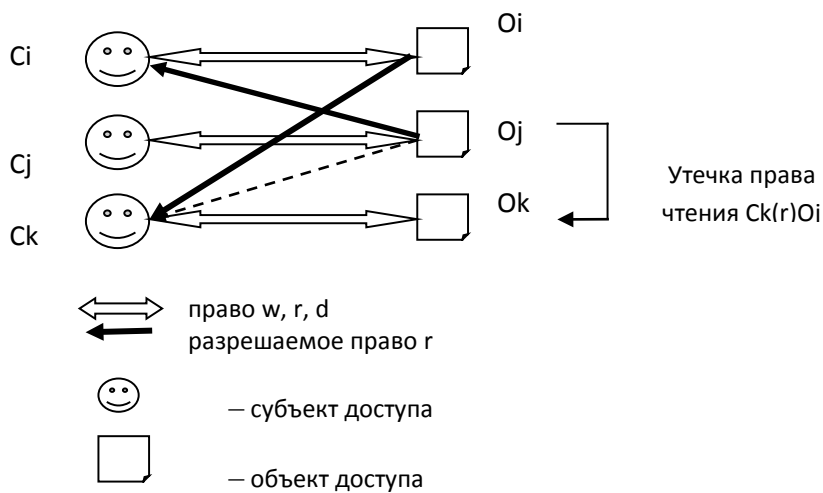 Ci
Oi
Cj
Oj
Ck
Ok
Утечка права
чтения Ck(r)Oi
право w, r, d
разрешаемое право r
– субъект доступа
– объект доступа